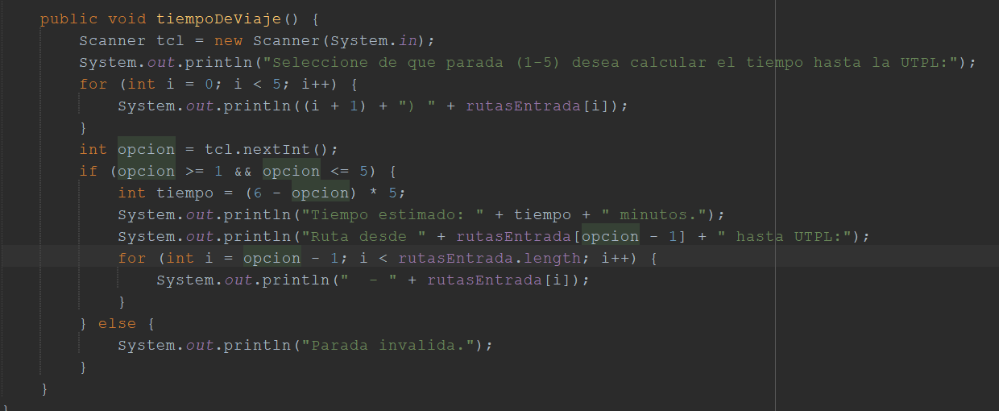 public void tiempoDeViaje() {
Scanner tcl = new Scanner(System.in);
System.out.println("Seleccione de que parada (1-5) desea calcular el tiempo hasta la UTPL:");
for (int i = 0; i < 5; i++) {
System.out.println((i + 1) + ") " + rutasEntrada[i]);
}
int opcion = tcl.nextInt();
if (opcion >= 1 && opcion <= 5) {
int tiempo = (6 - opcion) * 5;
System.out.println("Tiempo estimado: " + tiempo + " minutos.");
System.out.println("Ruta desde " + rutasEntrada[opcion - 1] + " hasta UTPL:");
for (int i = opcion - 1; i < rutasEntrada.length; i++) {
System.out.println("  - " + rutasEntrada[i]);
}
} else {
System.out.println("Parada invalida.");
}
}
}